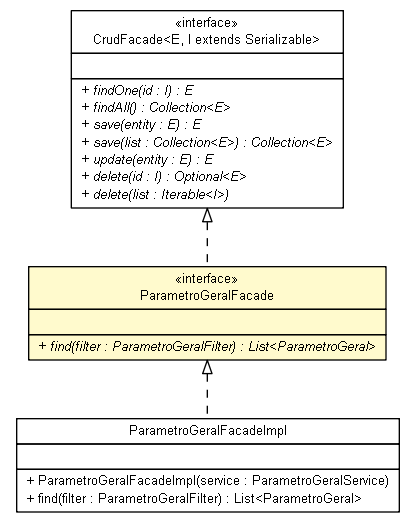 «interface»
CrudFacade<E, I extends Serializable>
+ findOne(id : I) : E
+ findAll() : Collection<E>
+ save(entity : E) : E
+ save(list : Collection<E>) : Collection<E>
+ update(entity : E) : E
+ delete(id : I) : Optional<E>
+ delete(list : Iterable<I>)
«interface»
ParametroGeralFacade
+ find(filter : ParametroGeralFilter) : List<ParametroGeral>
ParametroGeralFacadeImpl
+ ParametroGeralFacadeImpl(service : ParametroGeralService)
+ find(filter : ParametroGeralFilter) : List<ParametroGeral>